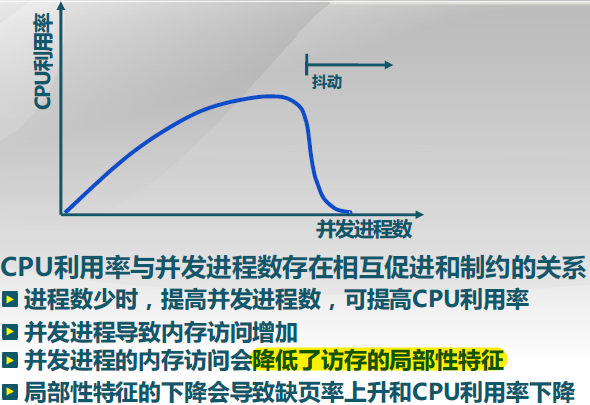 CPU利用率
抖动
并发进程数
CPU利用率与并发进程数存在相互促进和制约的关系
进程数少时，提高并发进程数，可提高CPU利用率
并发进程导致内存访问增加
并发进程的内存访问会降低了访存的局部性特征
局部性特征的下降会导致缺页率上升和CPU利用率下降